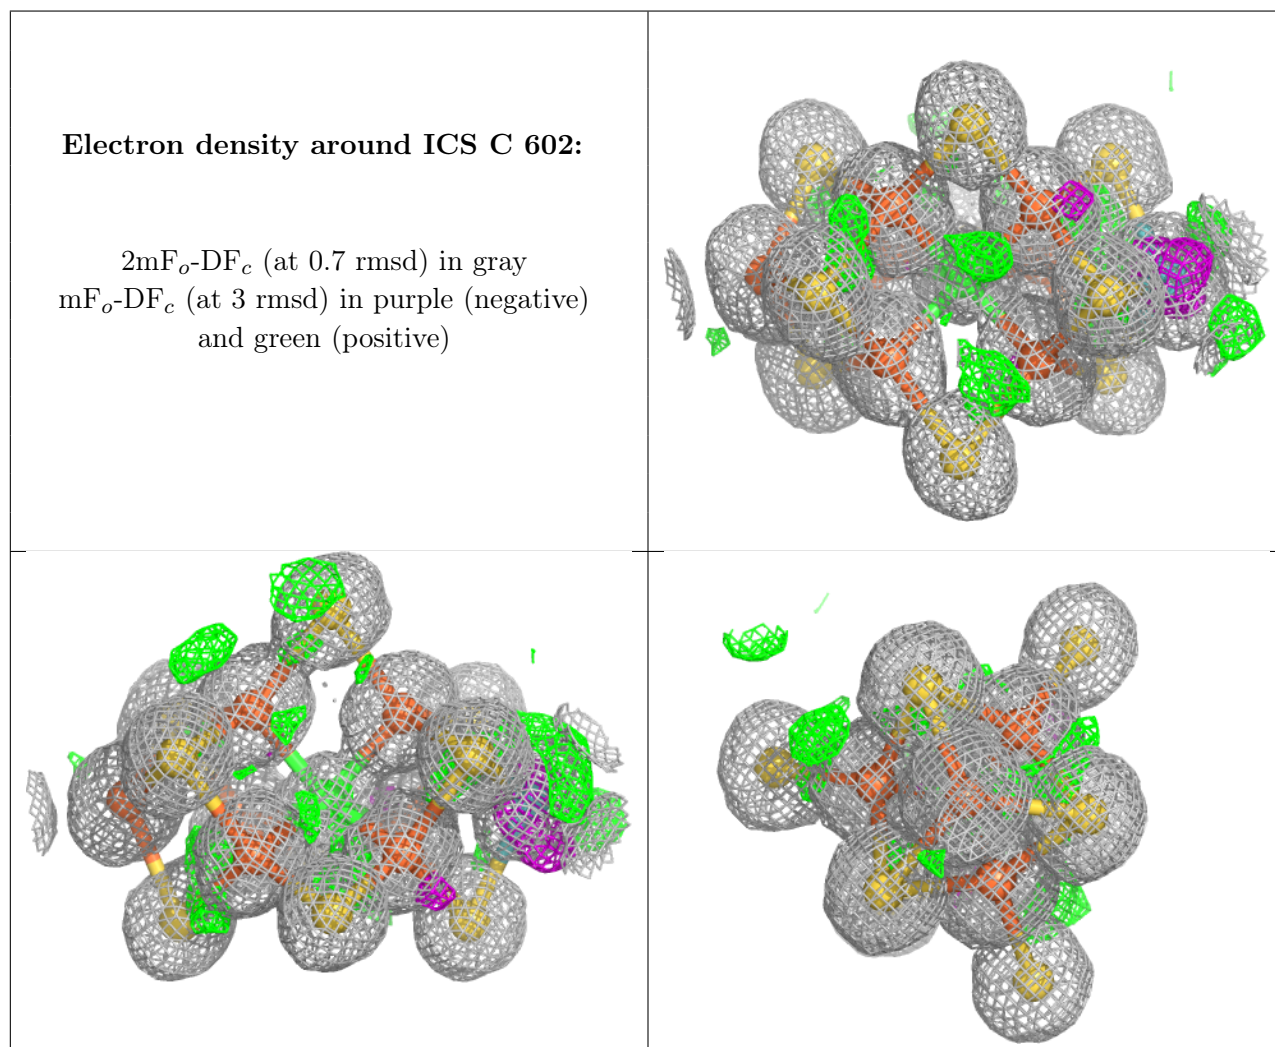 Electron density around ICS C 602:
2mFo-DFc (at 0.7 rmsd) in gray
mFo-DFc (at 3 rmsd) in purple (negative)
and green (positive)